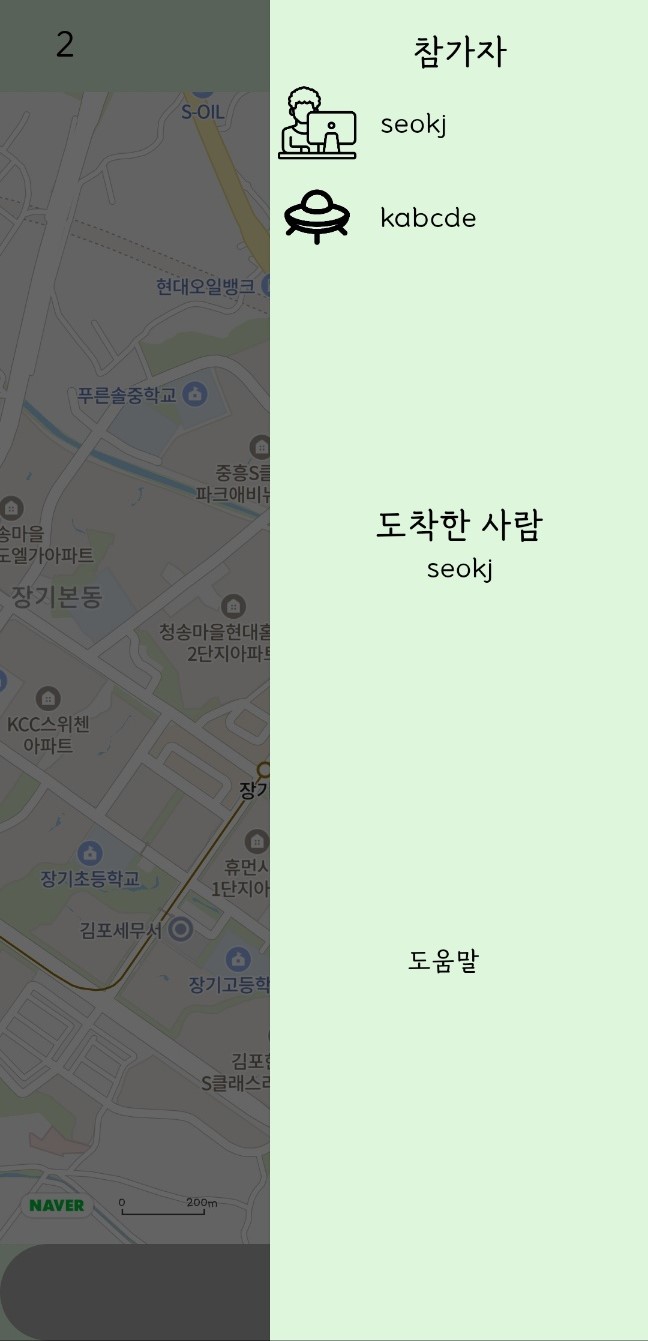 2
S-OIL
현대오일뱅크
푸른솔중학교
중흥S클
파크애비뉴
송마을
도엘가아파트
장기본동
청송마을현대홈
2단지아파트
KCC스위첸
아파트
장기
휴먼시
1단지아
장기초등학교
김포세무서
장기고등학
김포한
S클래스리
NAVER
0 200m
참가자
seokj
kabcde
도착한 사람
seokj
도움말